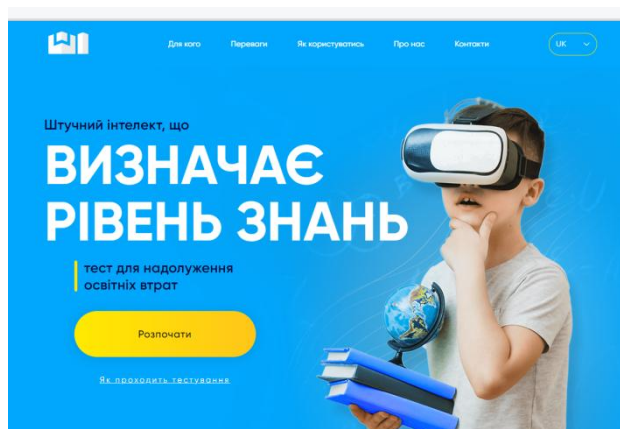 Для кого Переваги Як користуватись Про нас Контакти UK
Штучний інтелект, що
ВИЗНАЧАЄ
РІВЕНЬ ЗНАНЬ
тест для надолуження
освітніх втрат
Розпочати
Як проходить тестування